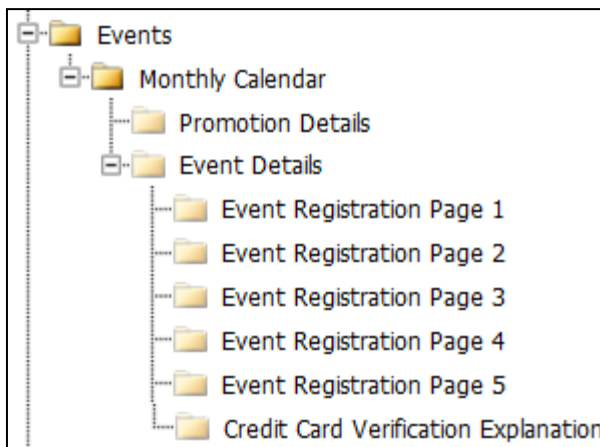 Events
Monthly Calendar
Promotion Details
Event Details
Event Registration Page 1
Event Registration Page 2
Event Registration Page 3
Event Registration Page 4
Event Registration Page 5
Credit Card Verification Explanation